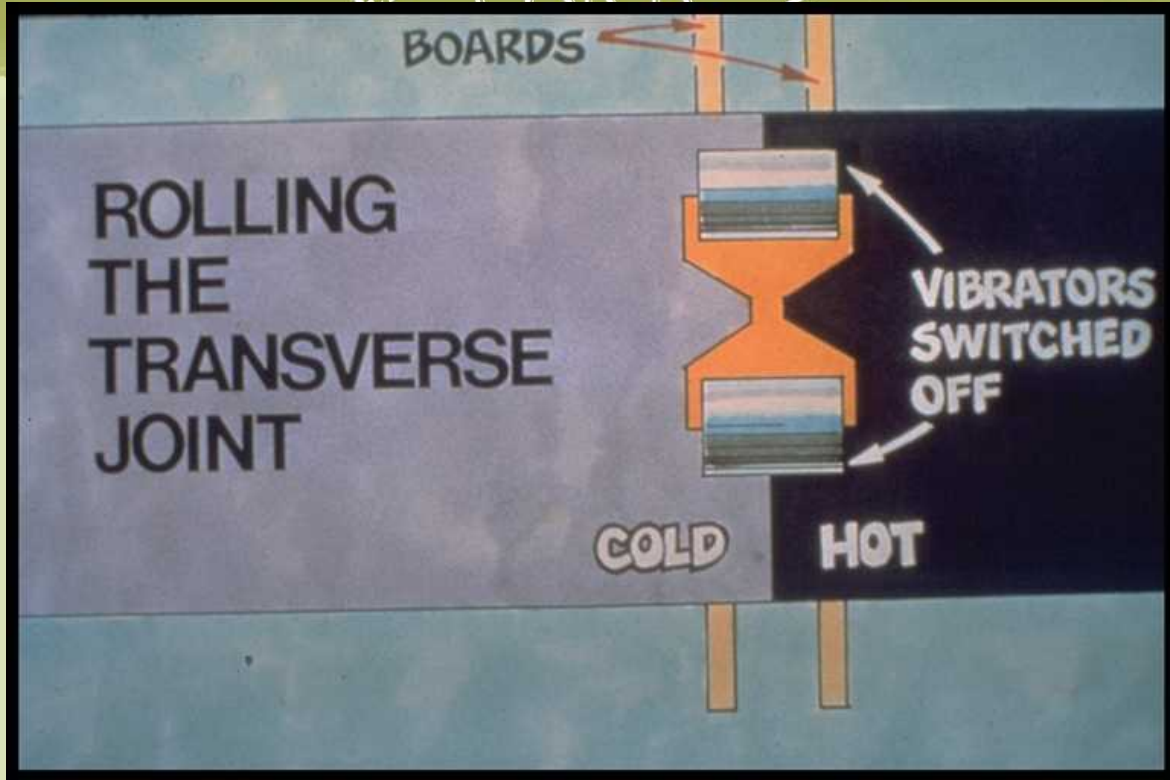 BOARDS
ROLLING
THE
TRANSVERSE
JOINT
VIBRATORS
SWITCHED
OFF
COLD
HOT